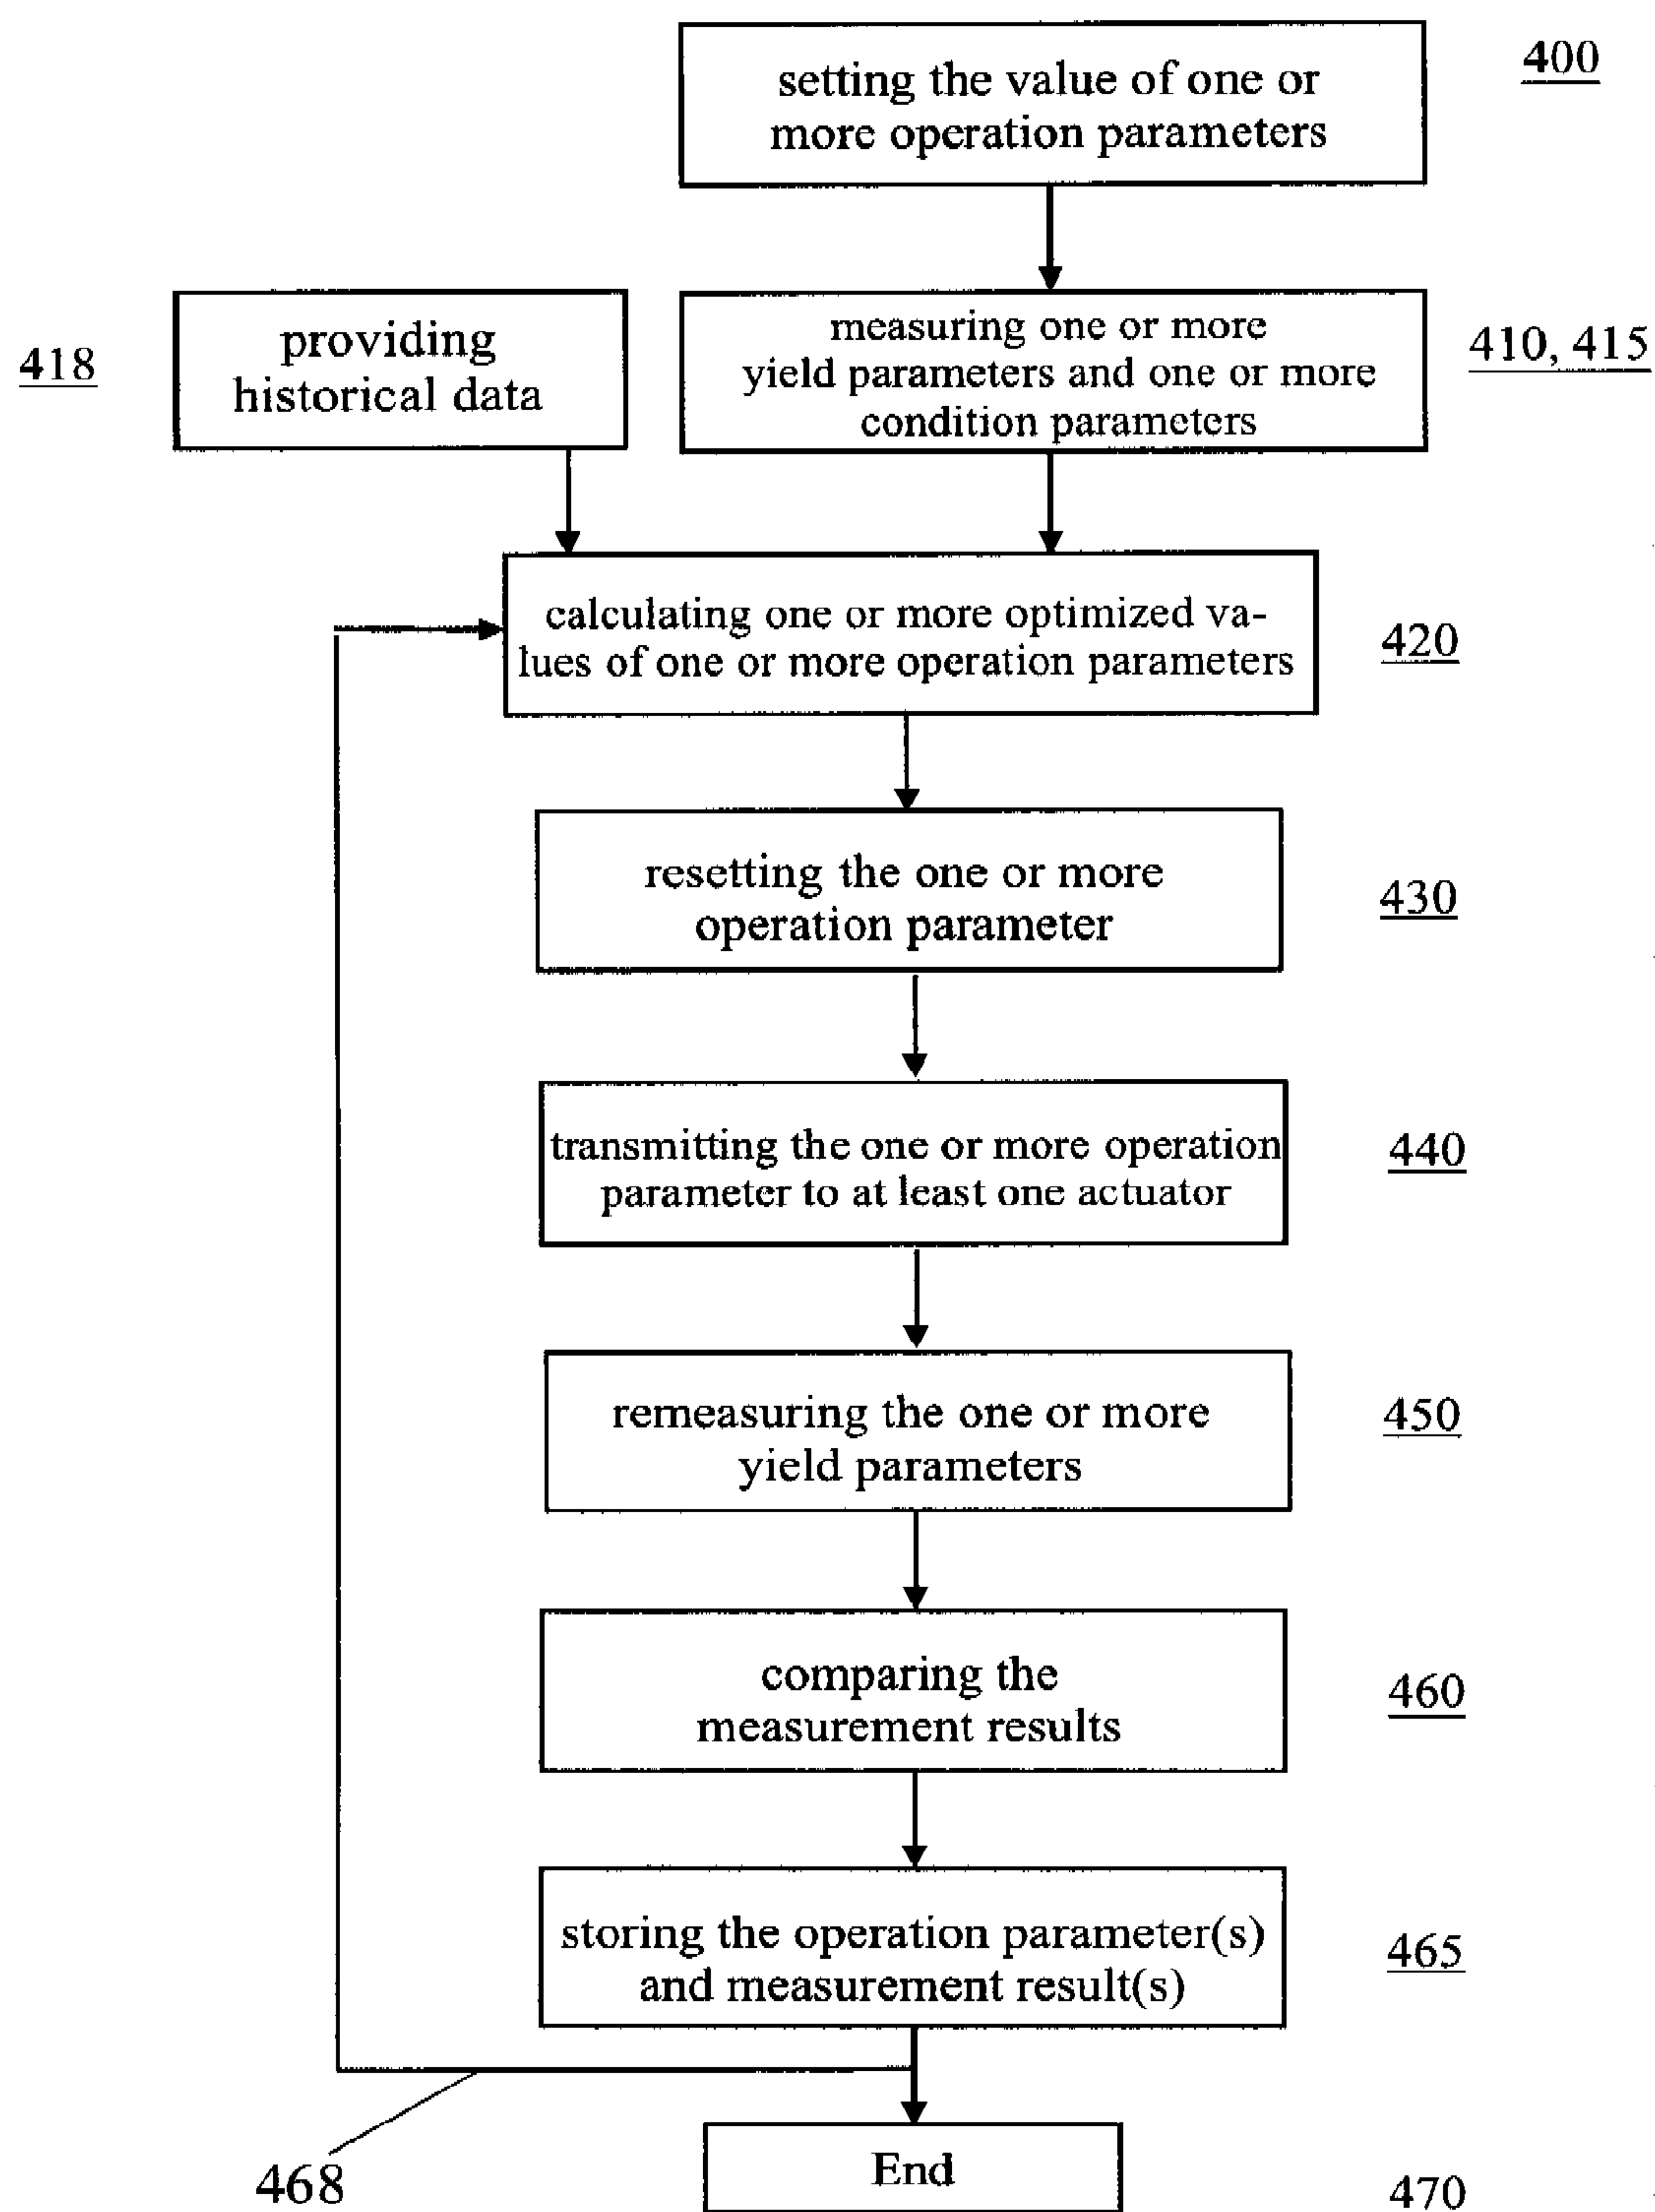 setting the value of one or
more operation parameters
400
providing
historical data
418
measuring one or more
yield parameters and one or more
condition parameters
410, 415
calculating one or more optimized va-
lues of one or more operation parameters
420
resetting the one or more
operation parameter
430
transmitting the one or more operation
parameter to at least one actuator
440
remeasuring the one or more
yield parameters
450
comparing the
measurement results
460
storing the operation parameter(s)
and measurement result(s)
465
468
End
470